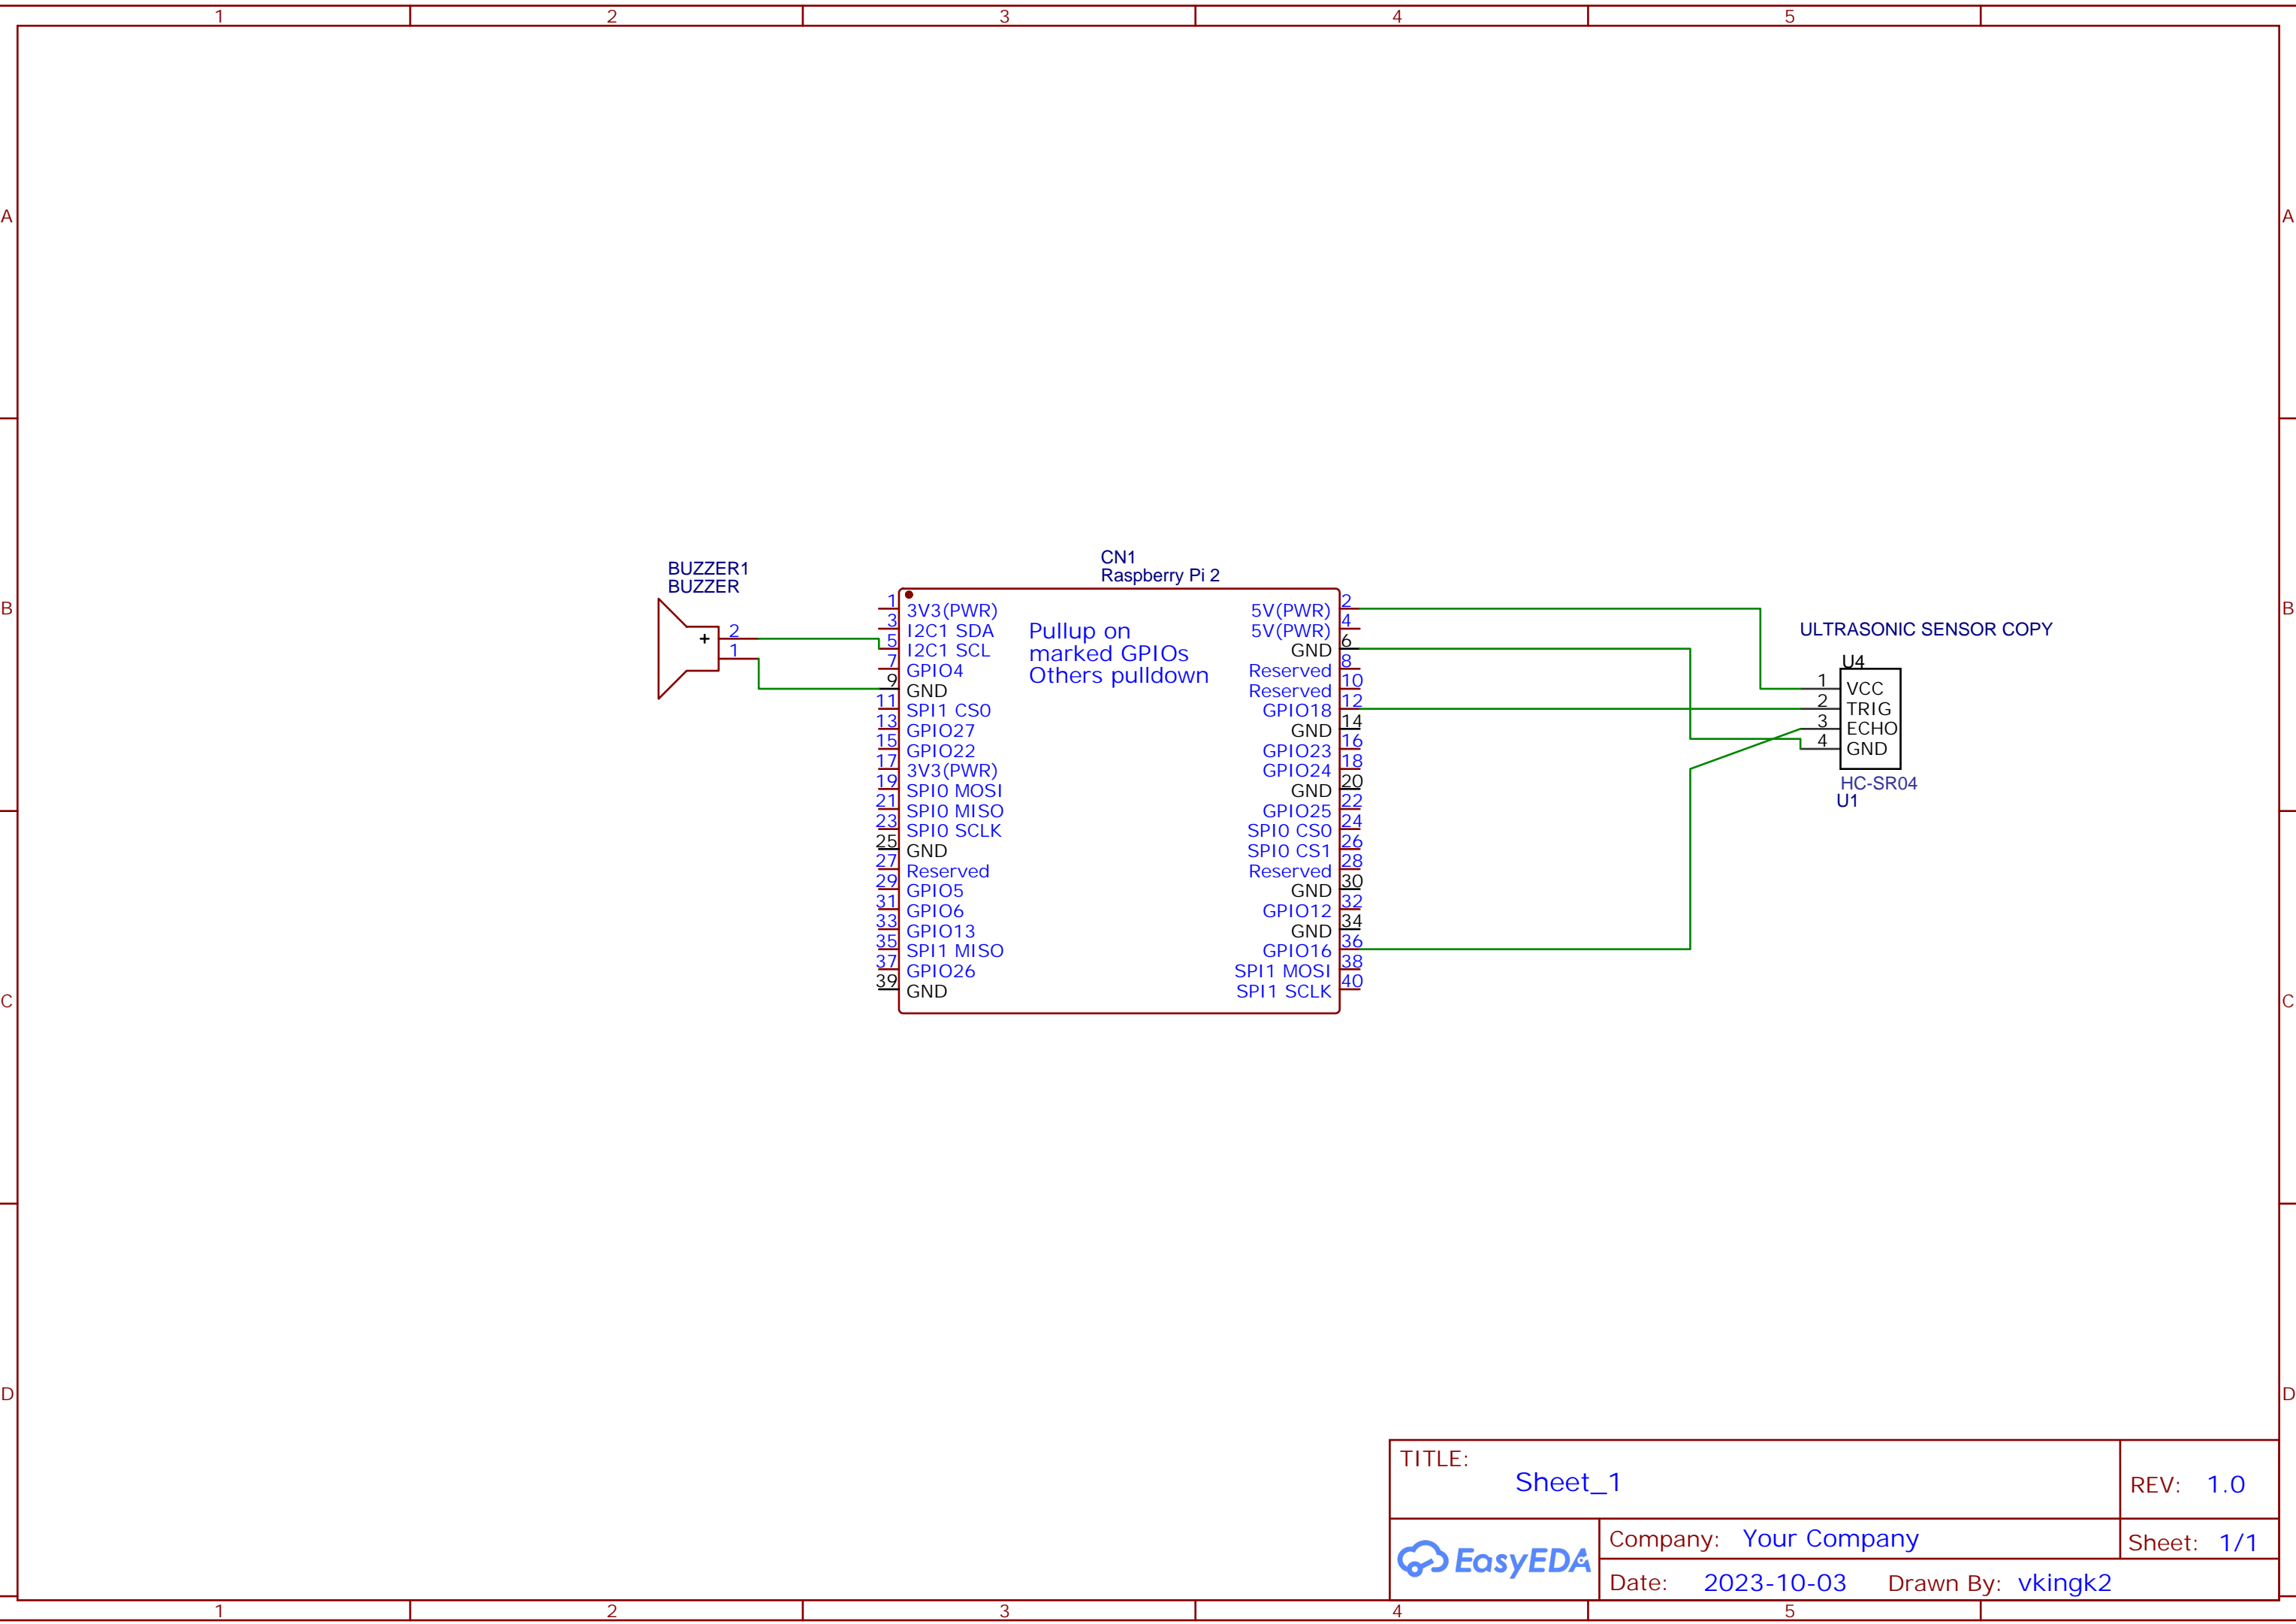 1 2 3 4 5
A A
BUZZER1
BUZZER
CN1
Raspberry Pi 2
B B
+
2
1
Pullup on
marked GPIOs
Others pulldown
1 3V3(PWR) 5V(PWR) 2
3 I2C1 SDA 5V(PWR) 4
5 I2C1 SCL GND 6
7 GPIO4 Reserved 8
9 GND Reserved 10
11 SPI1 CS0 GPIO18 12
13 GPIO27 GND 14
15 GPIO22 GPIO23 16
17 3V3(PWR) GPIO24 18
19 SPI0 MOSI GND 20
21 SPI0 MISO GPIO25 22
23 SPI0 SCLK SPI0 CS0 24
25 GND SPI0 CS1 26
27 Reserved Reserved 28
29 GPIO5 GND 30
31 GPIO6 GPIO12 32
33 GPIO13 GND 34
35 SPI1 MISO GPIO16 36
37 GPIO26 SPI1 MOSI 38
39 GND SPI1 SCLK 40
ULTRASONIC SENSOR COPY
U4
1 VCC
2 TRIG
3 ECHO
4 GND
HC-SR04
U1
C C
D D
TITLE:
Sheet_1
REV: 1.0
EasyEDA
Company: Your Company
Sheet: 1/1
Date: 2023-10-03 Drawn By: vkingk2
1 2 3 4 5